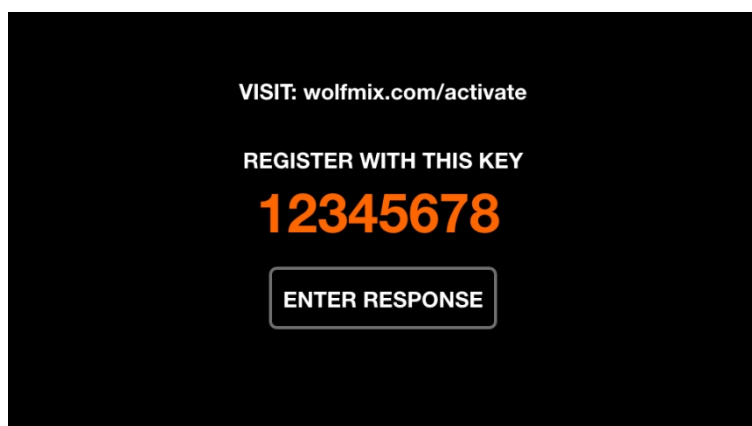 VISIT: wolfmix.com/activate
REGISTER WITH THIS KEY
12345678
ENTER RESPONSE